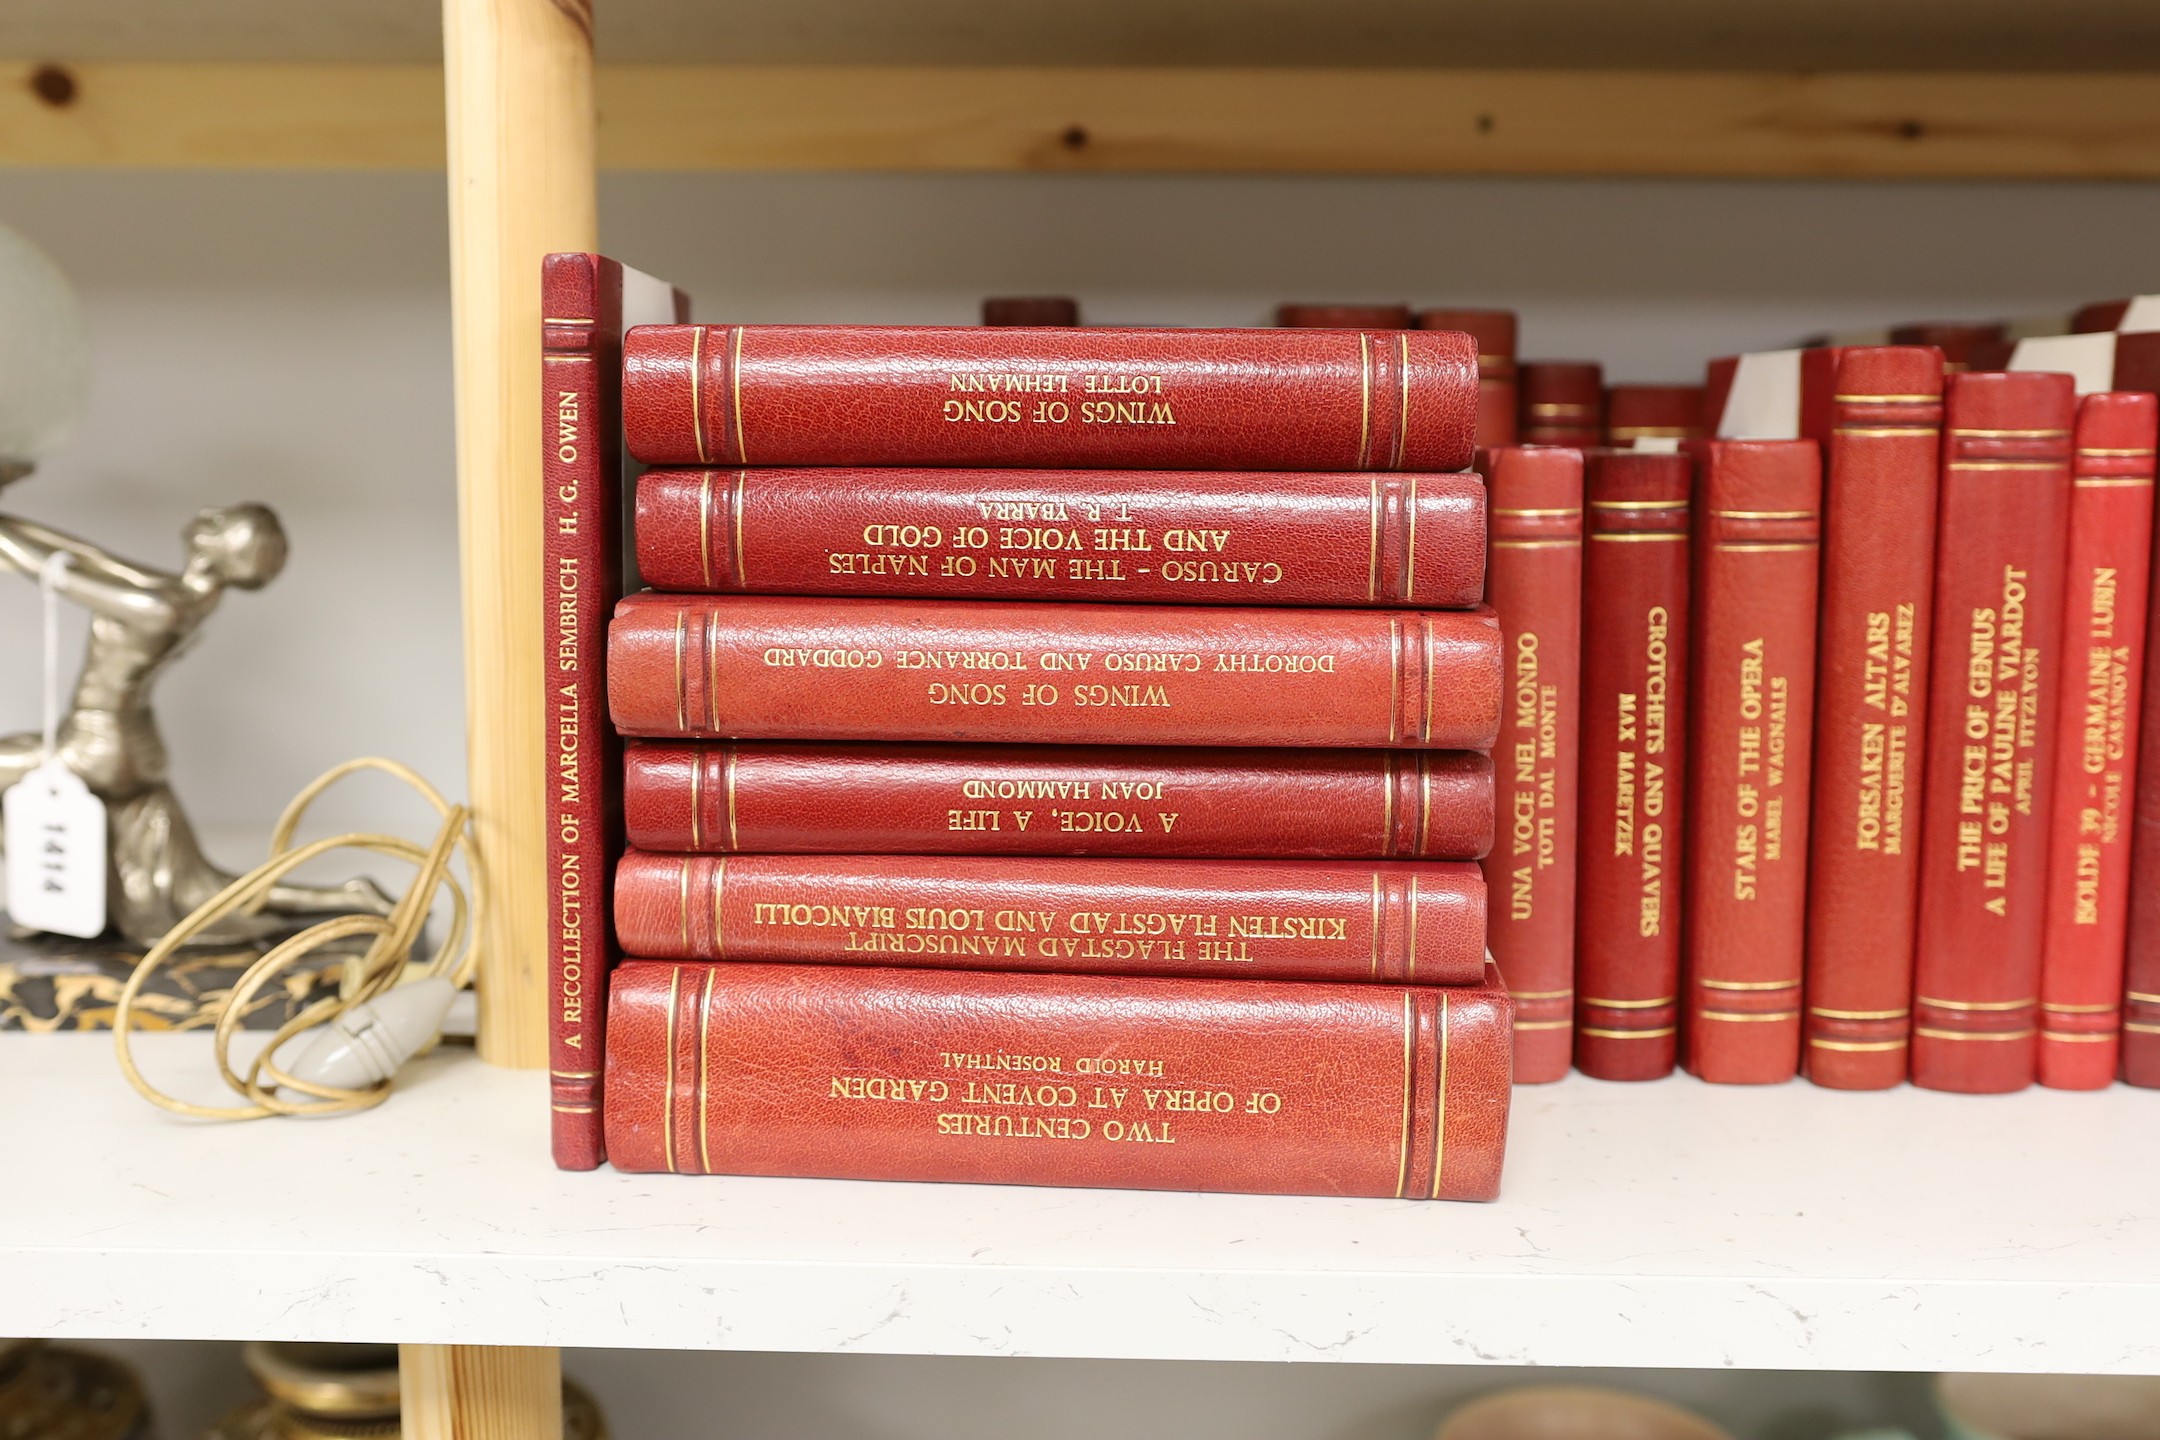 1414
A RECOLLECTION OF MARCELLA SEMBRICH H. G. OWEN
WINGS OF SONG
LOTTE LEHMANN
CARUSO – THE MAN OF NAPLES
AND THE VOICE OF GOLD
T. R. YBARRA
WINGS OF SONG
DOROTHY CARUSO AND TORRANCE GODDARD
A VOICE, A LIFE
JOAN HAMMOND
THE FLAGSTAD MANUSCRIPT
KIRSTEN FLAGSTAD AND LOUIS BIANCOLLI
TWO CENTURIES
OF OPERA AT COVENT GARDEN
HAROLD ROSENTHAL
UNA VOCE NEL MONDO
TOTI DAL MONTE
CROTCHETS AND QUAVERS
MAX MARETZEK
STARS OF THE OPERA
MABEL WAGNALLS
FORSAKEN ALTARS
MARGUERITE D'ALVAREZ
THE PRICE OF GENIUS
A LIFE OF PAULINE VIARDOT
APRIL FITZLYON
ISOLDE 39 – GERMAINE LUBIN
NICOLE CASANOVA